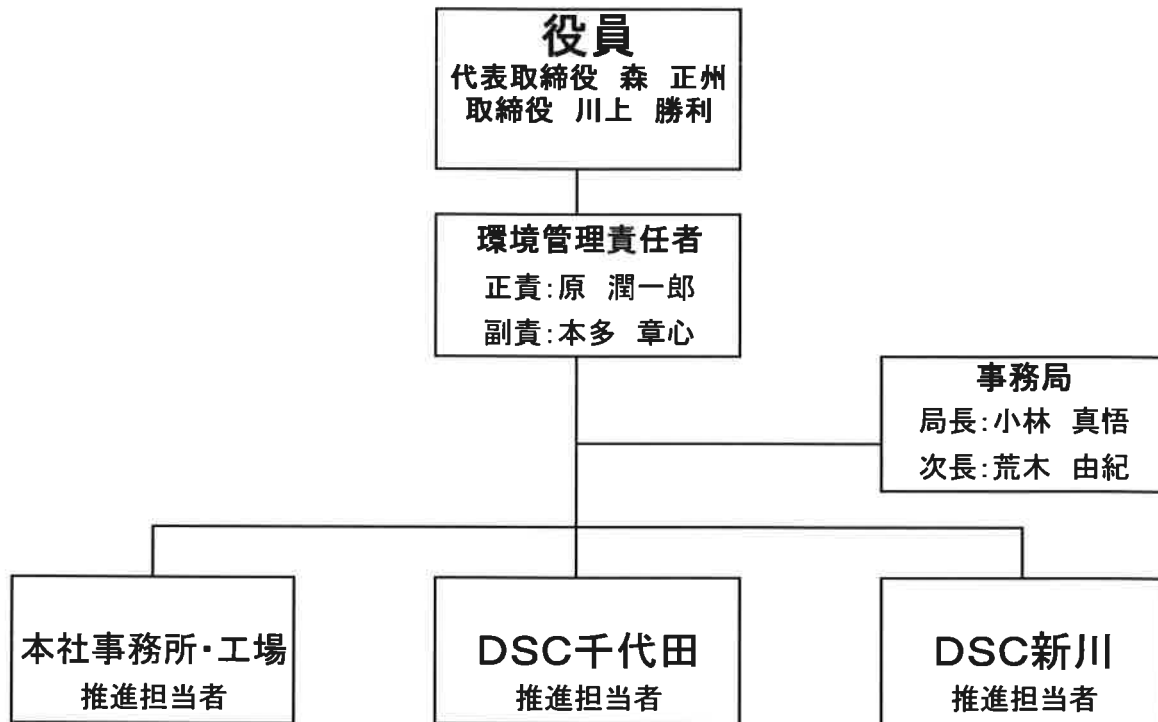 役員
代表取締役 森 正州
取締役 川上 勝利
環境管理責任者
正責:原 潤一郎
副責:本多 章心
事務局
局長:小林 真悟
次長:荒木 由紀
本社事務所・工場
推進担当者
DSC千代田
推進担当者
DSC新川
推進担当者